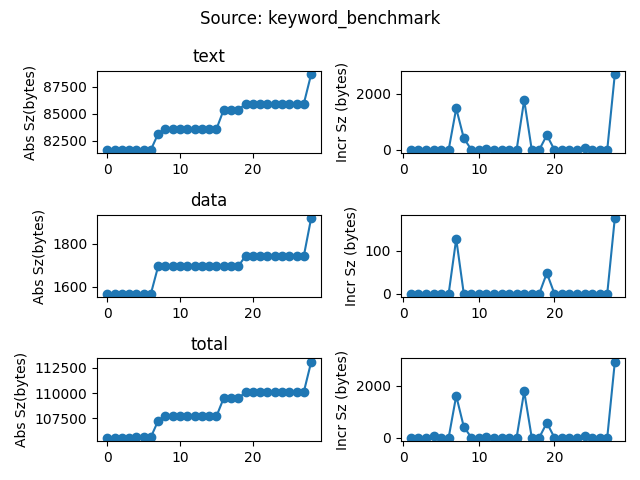 Source: keyword_benchmark
text
Abs Sz(bytes)
87500
85000
82500
0 10 20
Incr Sz (bytes)
2000
0
0 10 20
data
Abs Sz(bytes)
1800
1600
0 10 20
Incr Sz (bytes)
100
0
0 10 20
total
Abs Sz(bytes)
112500
110000
107500
0 10 20
Incr Sz (bytes)
2000
0
0 10 20